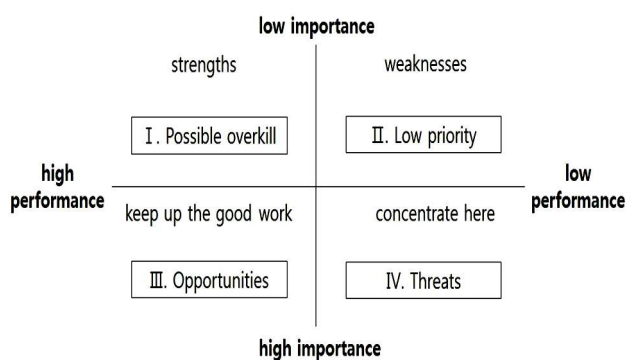 low importance
strengths
weaknesses
Ⅰ. Possible overkill
Ⅱ. Low priority
high
performance
low
performance
keep up the good work
concentrate here
Ⅲ. Opportunities
Ⅳ. Threats
high importance